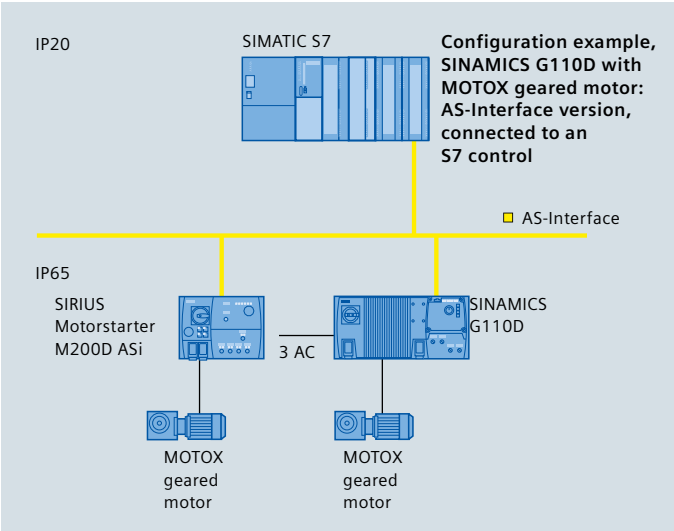 IP20
SIMATIC S7
Configuration example,
SINAMICS G110D with
MOTOX geared motor:
AS-Interface version,
connected to an
S7 control
AS-Interface
IP65
SIRIUS
Motorstarter
M200D ASi
3 AC
SINAMICS
G110D
MOTOX
geared
motor
MOTOX
geared
motor